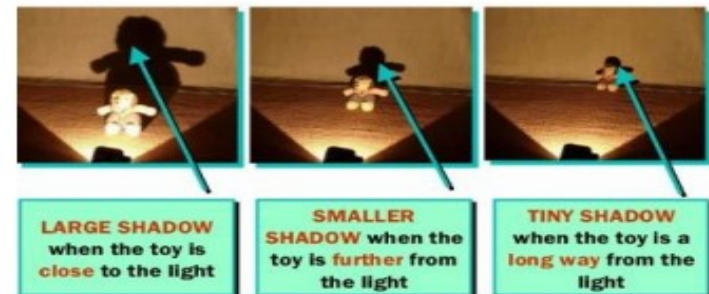 LARGE SHADOW
when the toy is
close to the light
SMALLER
SHADOW when the
toy is further from
the light
TINY SHADOW
when the toy is a
long way from the
light